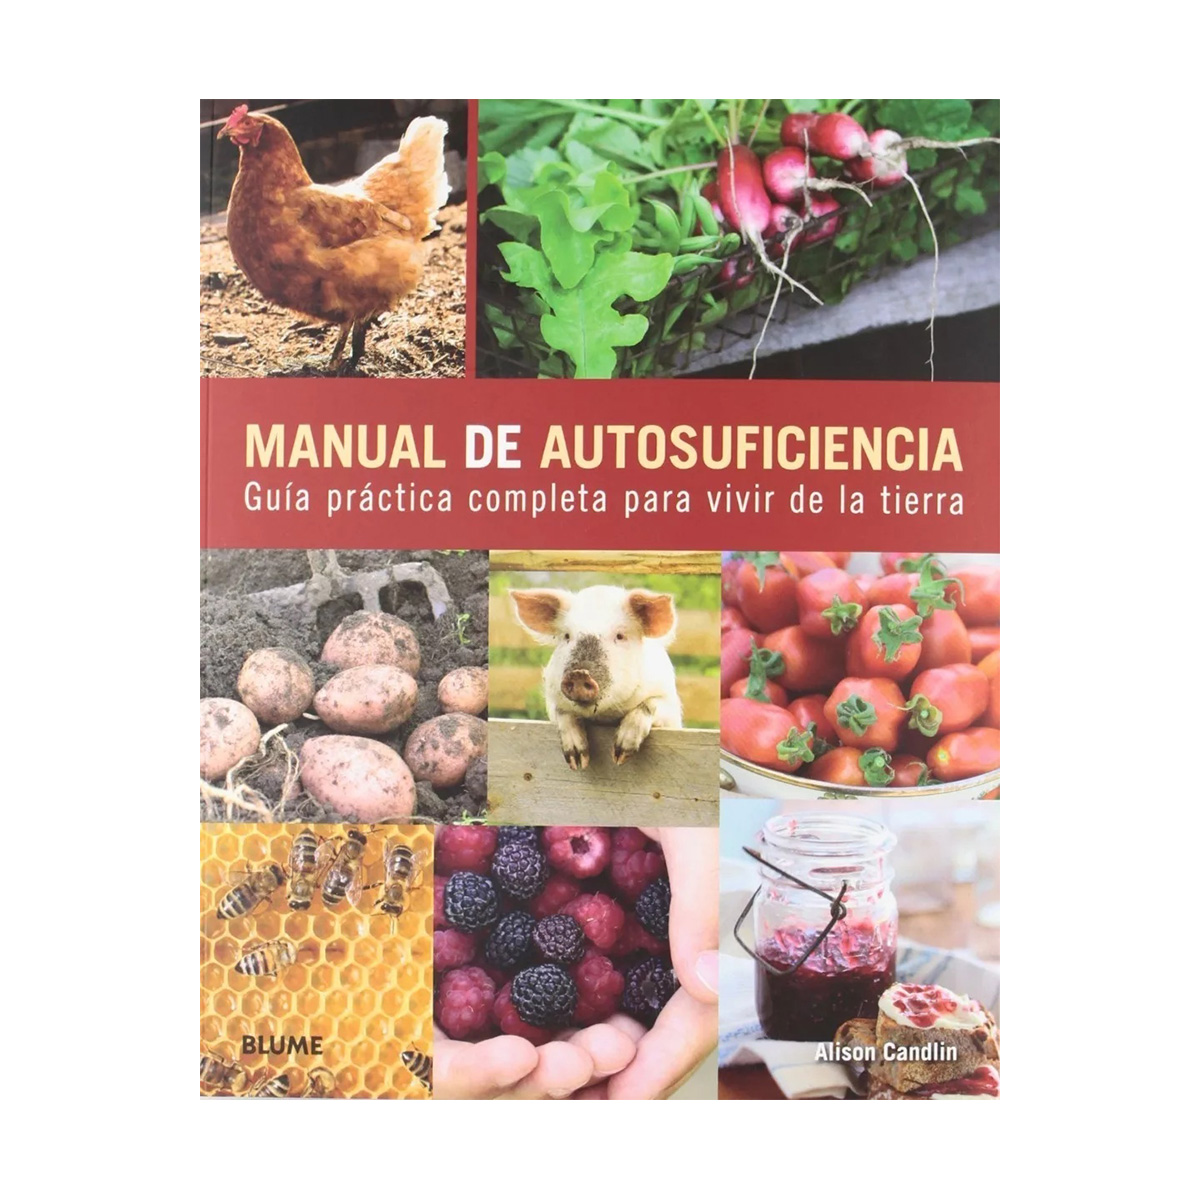 MANUAL DE AUTOSUFICIENCIA
Guía práctica completa para vivir de la tierra
BLUME
Alison Candlin